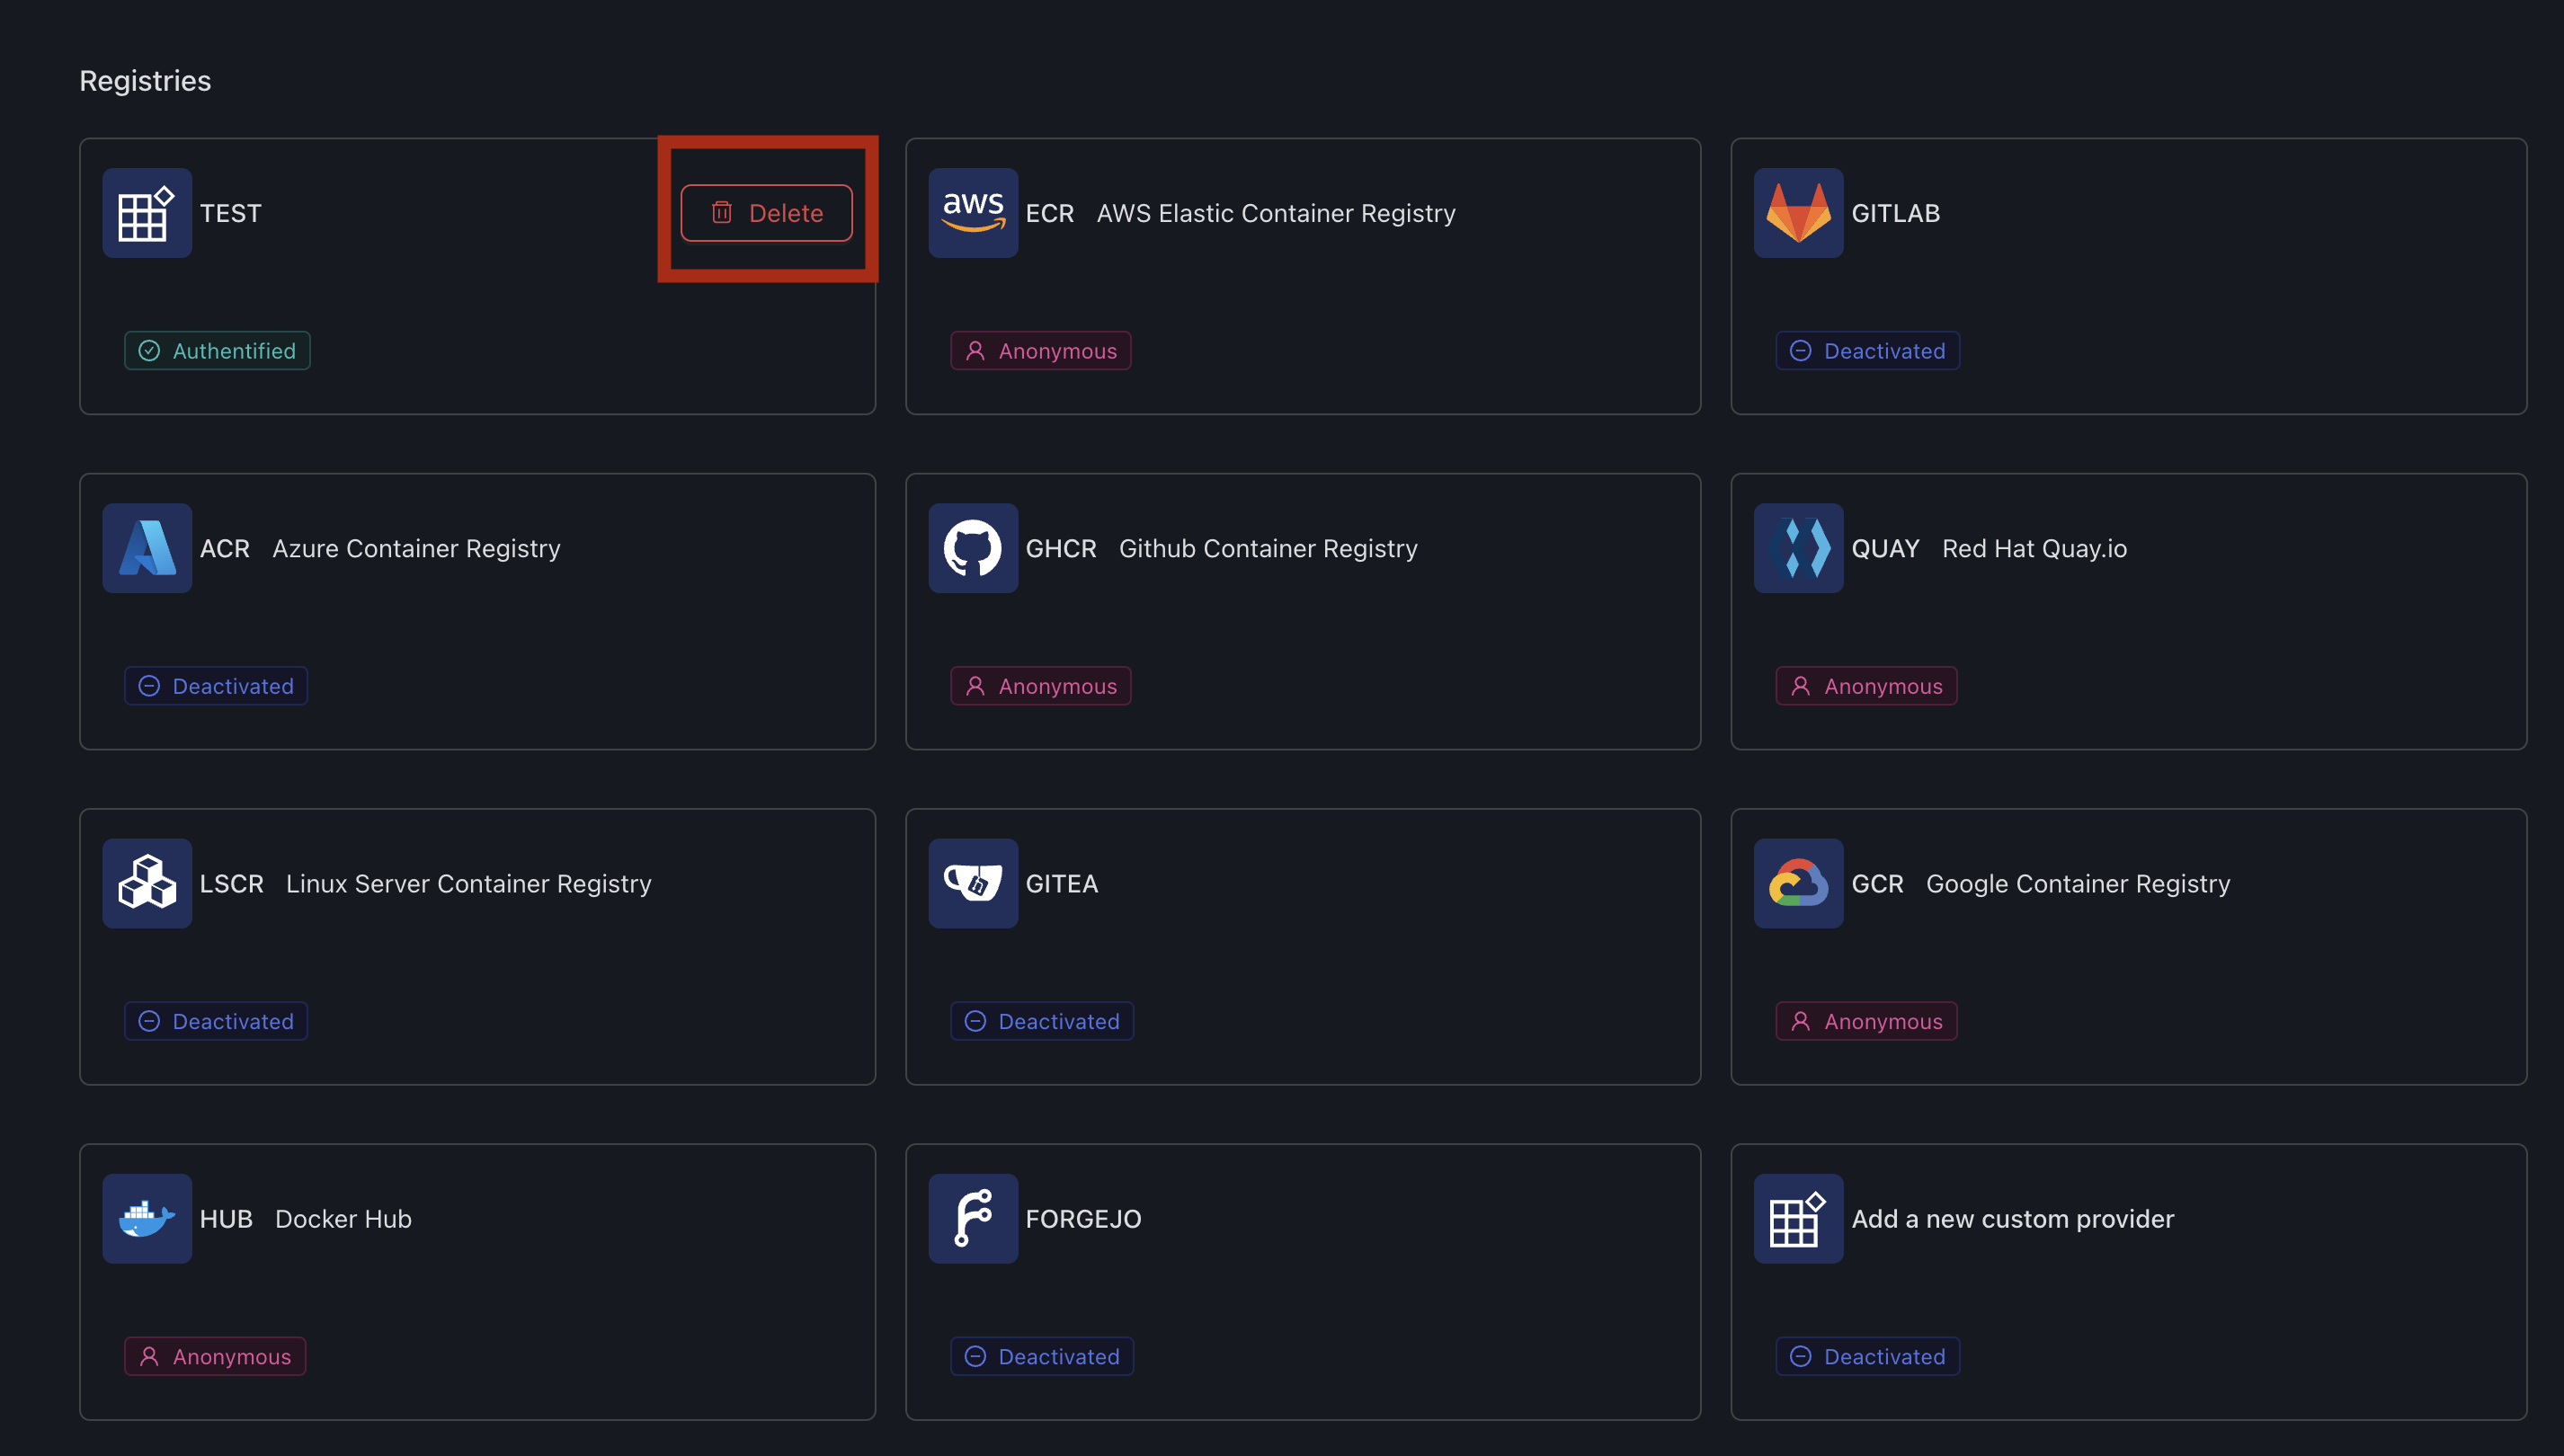 Registries
TEST
Delete
Authentified
aws
ECR AWS Elastic Container Registry
Anonymous
GITLAB
Deactivated
ACR Azure Container Registry
Deactivated
GHCR Github Container Registry
Anonymous
QUAY Red Hat Quay.io
Anonymous
LSCR Linux Server Container Registry
Deactivated
GITEA
Deactivated
GCR Google Container Registry
Anonymous
HUB Docker Hub
Anonymous
FORGEJO
Deactivated
Add a new custom provider
Deactivated